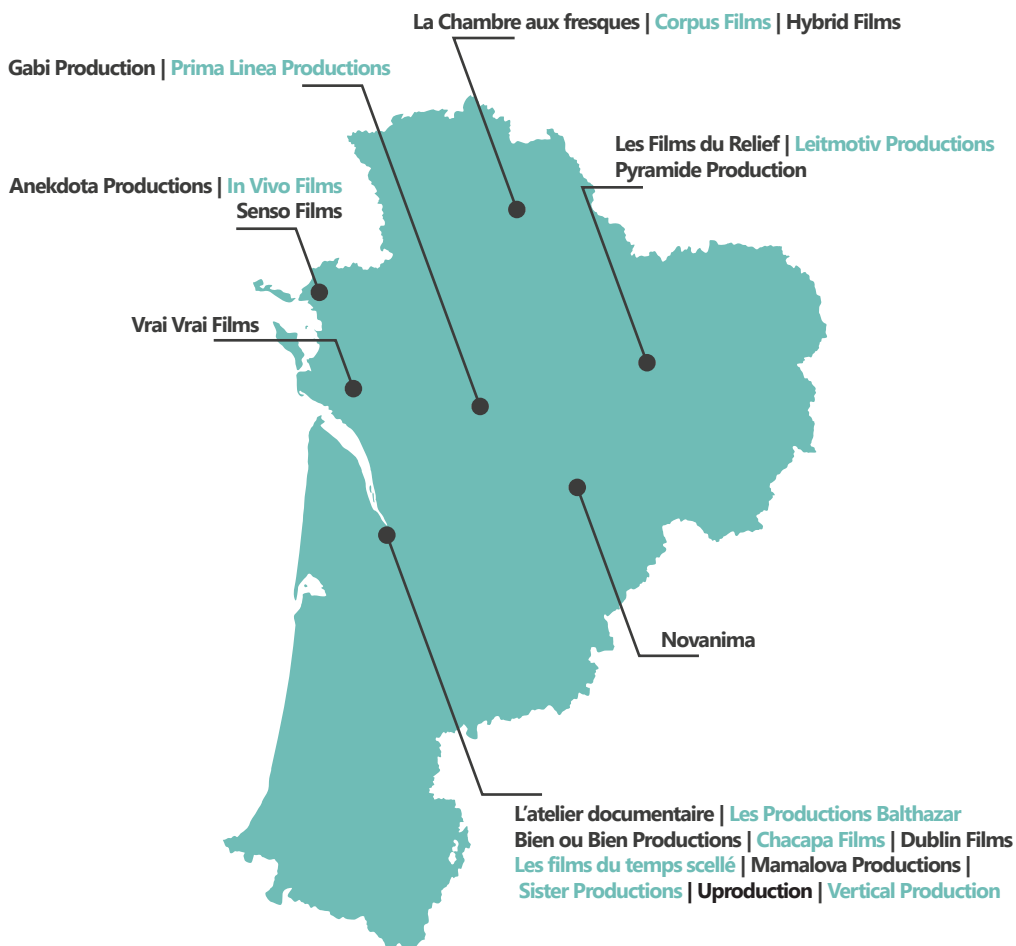 La Chambre aux fresques | Corpus Films | Hybrid Films
Gabi Production | Prima Linea Productions
Les Films du Relief | Leitmotiv Productions
Pyramide Production
Anekdota Productions | In Vivo Films
Senso Films
Vrai Vrai Films
Novanima
L’atelier documentaire | Les Productions Balthazar
Bien ou Bien Productions | Chacapa Films | Dublin Films
Les films du temps scellé | Mamalova Productions |
Sister Productions | Uproduction | Vertical Production